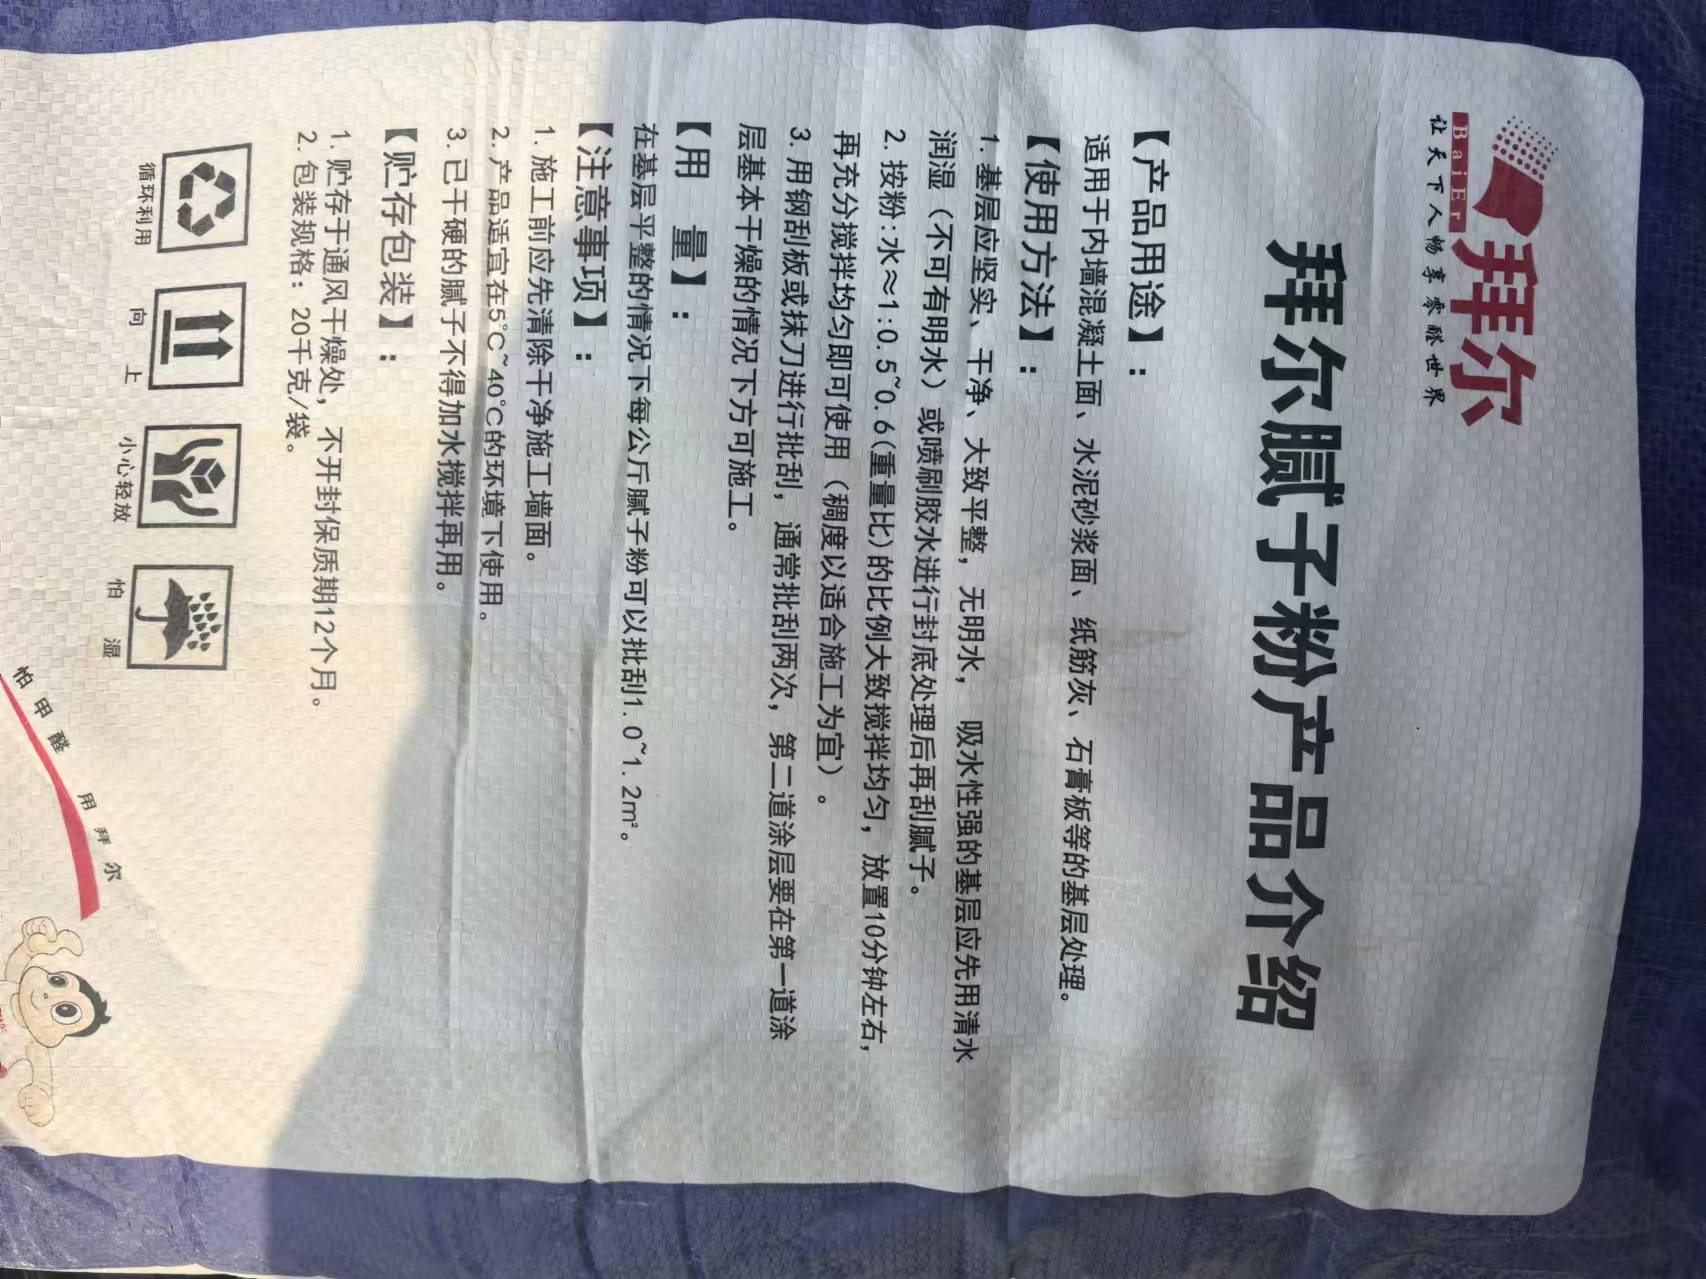 拜尔
BaiEr
让天下人畅享零醛世界
拜尔腻子粉产品介绍
【产品用途】：
适用于内墙混凝土面、水泥砂浆面、纸筋灰、石膏板等的基层处理。
【使用方法】：
1. 基层应坚实、干净、大致平整，无明水，吸水性强的基层应先用清水
润湿（不可有明水）或喷刷胶水进行封底处理后再刮腻子。
2. 按粉:水≈1:0.5~0.6(重量比)的比例大致搅拌均匀，放置10分钟左右，
再充分搅拌均匀即可使用（稠度以适合施工为宜）。
3. 用钢刮板或抹刀进行批刮，通常批刮两次，第二道涂层要在第一道涂
层基本干燥的情况下方可施工。
【用 量】：
在基层平整的情况下每公斤腻子粉可以批刮1.0~1.2m²。
【注意事项】：
1. 施工前应先清除干净施工墙面。
2. 产品适宜在5℃~40℃的环境下使用。
3. 已干硬的腻子不得加水搅拌再用。
【贮存包装】：
1. 贮存于通风干燥处，不开封保质期12个月。
2. 包装规格：20千克/袋。
循环利用
向 上
小心轻放
怕 湿
怕甲醛 用拜尔